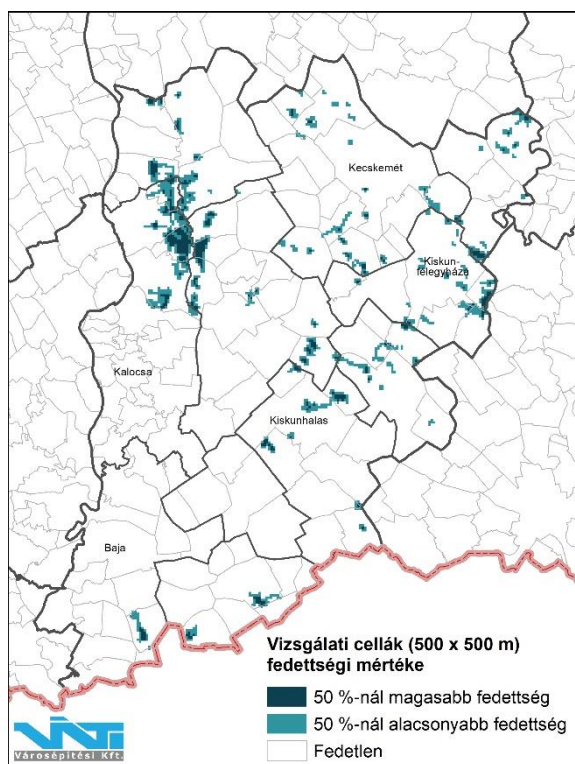 Kecskemét
Kiskun-
félegyháza
Kalocsa
Kiskunhalas
Baja
Vizsgálati cellák (500 x 500 m)
fedettségi mértéke
50 %-nál magasabb fedettség
50 %-nál alacsonyabb fedettség
Fedetlen
VÁTI
Városépítési Kft.